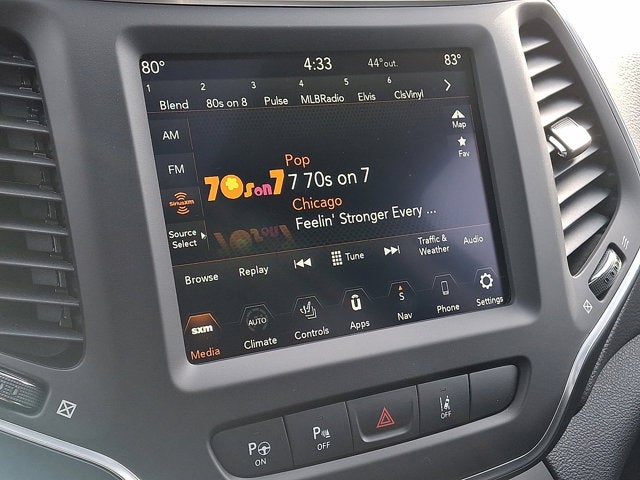 80° 4:33 44°out. 83°
1 2 3 4 5 6
Blend 80s on 8 Pulse MLBRadio Elvis ClsVinyl
AM
Map
FM
Fav
Pop
70s on 7 7 70s on 7
SiriusXM
Chicago
Feelin' Stronger Every ...
Source
Select
Browse Replay Tune Traffic & Weather Audio
sxm AUTO S
Media Climate Controls Apps Nav Phone Settings
P ON
P OFF
OFF